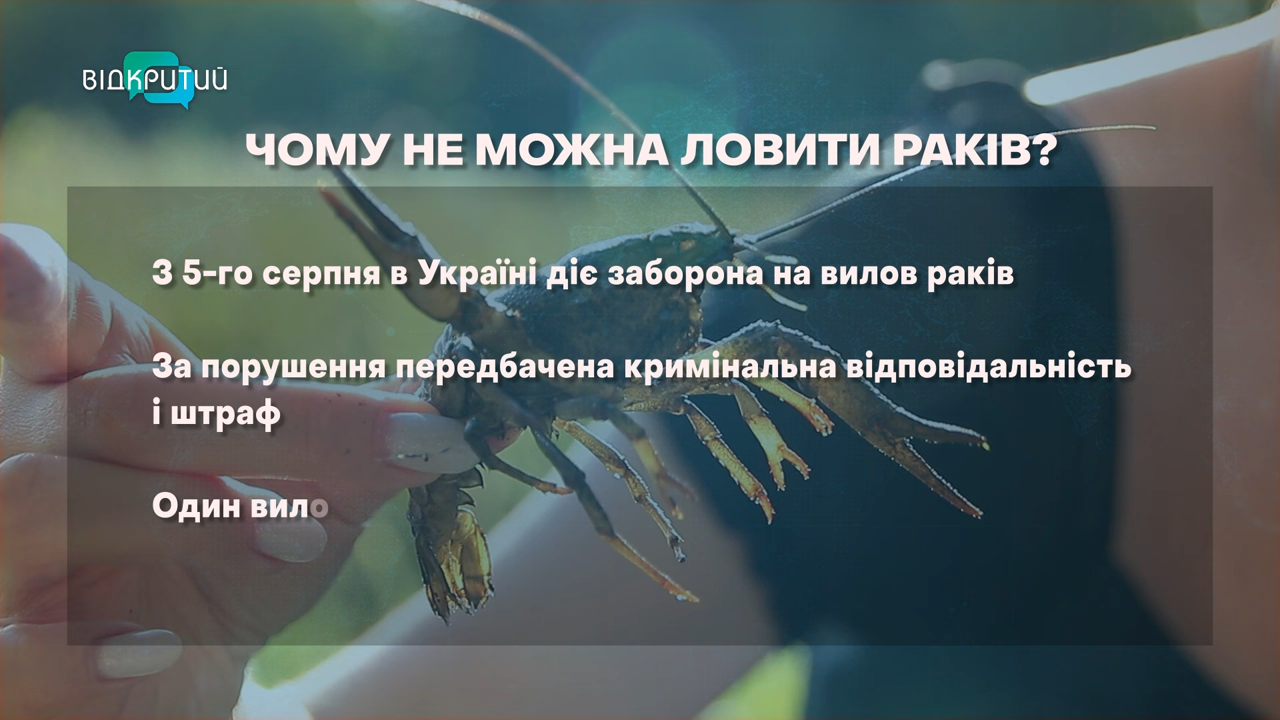 ВІДКРИТИЙ
ЧОМУ НЕ МОЖНА ЛОВИТИ РАКІВ?
З 5-го серпня в Україні діє заборона на вилов раків
За порушення передбачена кримінальна відповідальність
і штраф
Один вило